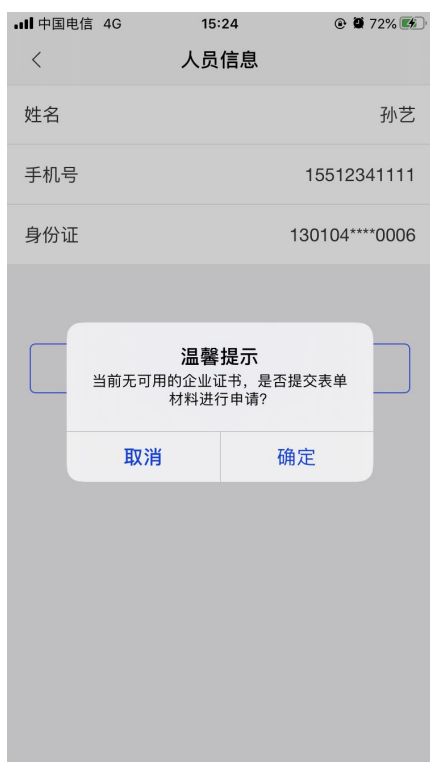 中国电信 4G 15:24 72%
人员信息
姓名 孙艺
手机号 15512341111
身份证 130104****0006
温馨提示
当前无可用的企业证书，是否提交表单
材料进行申请？
取消 确定